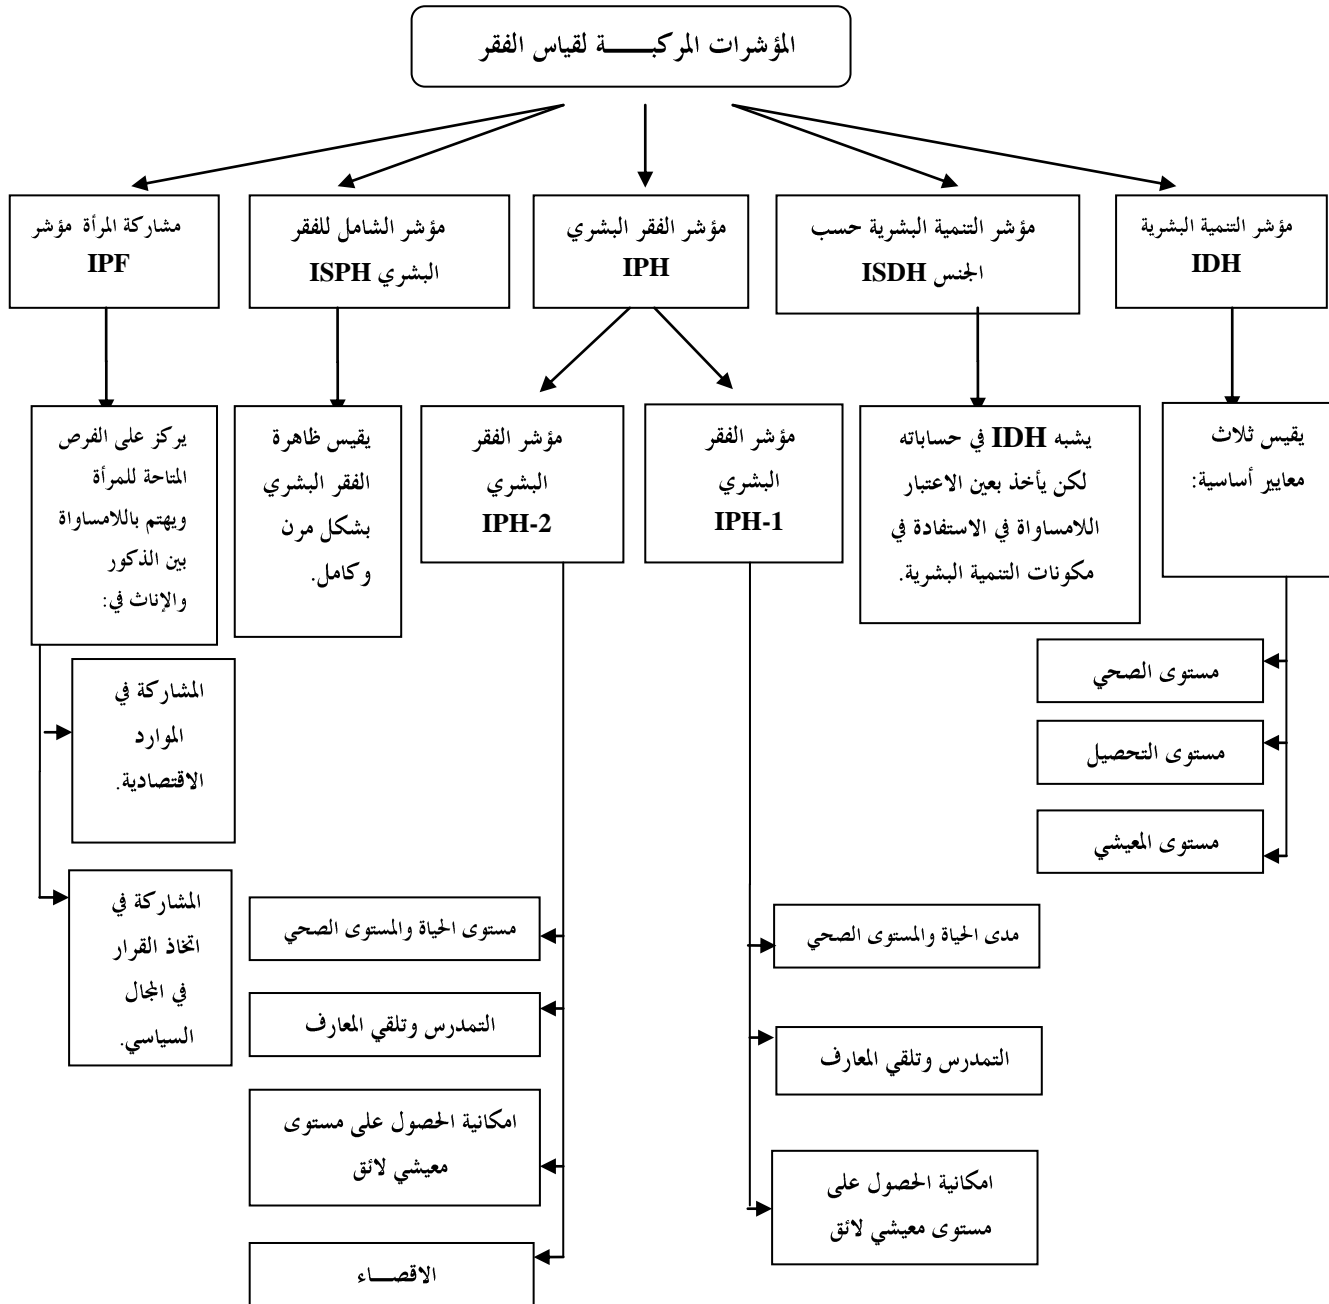 المؤشرات المركبـــــــة لقياس الفقر
مؤشر التنمية البشرية
IDH
مؤشر التنمية البشرية حسب
الجنس ISDH
مؤشر الفقر البشري
IPH
مؤشر الشامل للفقر
البشري ISPH
مشاركة المرأة مؤشر
IPF
يقيس ثلاث
معايير أساسية:
يشبه IDH في حساباته
لكن يأخذ بعين الاعتبار
اللامساواة في الاستفادة في
مكونات التنمية البشرية.
مؤشر الفقر
البشري
IPH-1
مؤشر الفقر
البشري
IPH-2
يقيس ظاهرة
الفقر البشري
بشكل مرن
وكامل.
يركز على الفرص
المتاحة للمرأة
ويهتم باللامساواة
بين الذكور
والإناث في:
مستوى الصحي
مستوى التحصيل
مستوى المعيشي
مدى الحياة والمستوى الصحي
التمدرس وتلقي المعارف
امكانية الحصول على
مستوى معيشي لائق
مستوى الحياة والمستوى الصحي
التمدرس وتلقي المعارف
امكانية الحصول على مستوى
معيشي لائق
الاقصـــاء
المشاركة في
الموارد
الاقتصادية.
المشاركة في
اتخاذ القرار
في المجال
السياسي.